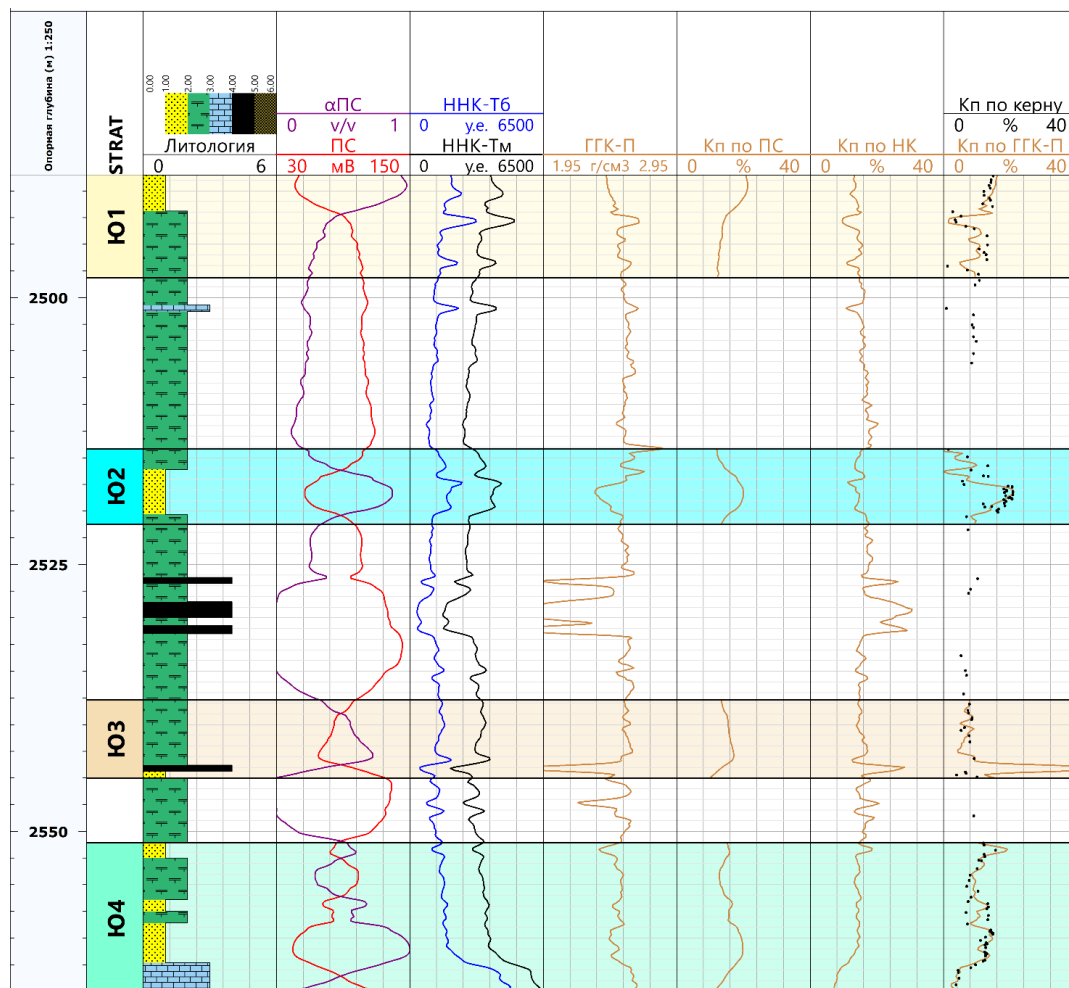 Опорная глубина (м) 1:250
STRAT
0.00
1.00
2.00
3.00
4.00
5.00
6.00
Литология
0 6
αПС
0 v/v 1
ПС
30 мВ 150
ННК-Тб
0 у.е. 6500
ННК-Тм
0 у.е. 6500
ГГК-П
1.95 г/см3 2.95
Кп по ПС
0 % 40
Кп по НК
0 % 40
Кп по керну
0 % 40
Кп по ГГК-П
0 % 40
Ю1
2500
Ю2
2525
Ю3
2550
Ю4